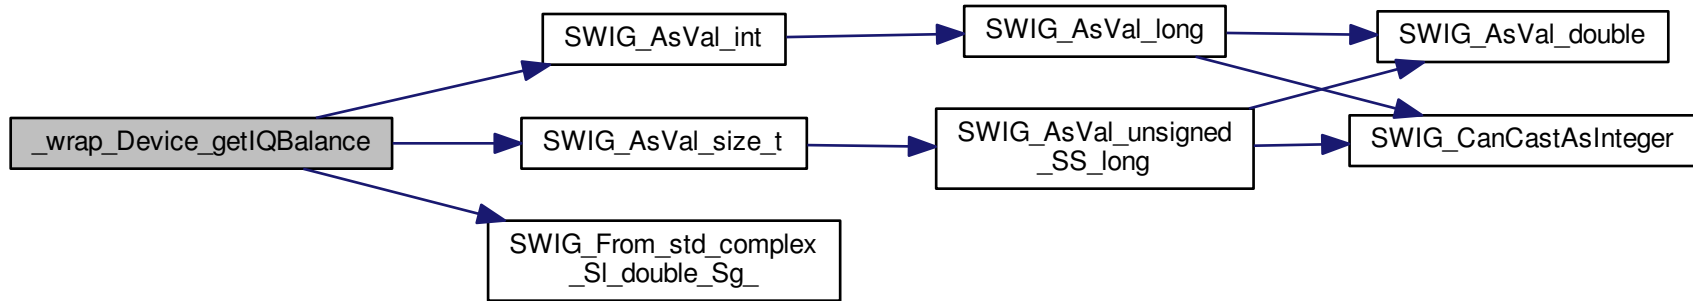 _wrap_Device_getIQBalance
SWIG_AsVal_int
SWIG_AsVal_size_t
SWIG_From_std_complex
_Sl_double_Sg_
SWIG_AsVal_long
SWIG_AsVal_unsigned
_SS_long
SWIG_AsVal_double
SWIG_CanCastAsInteger